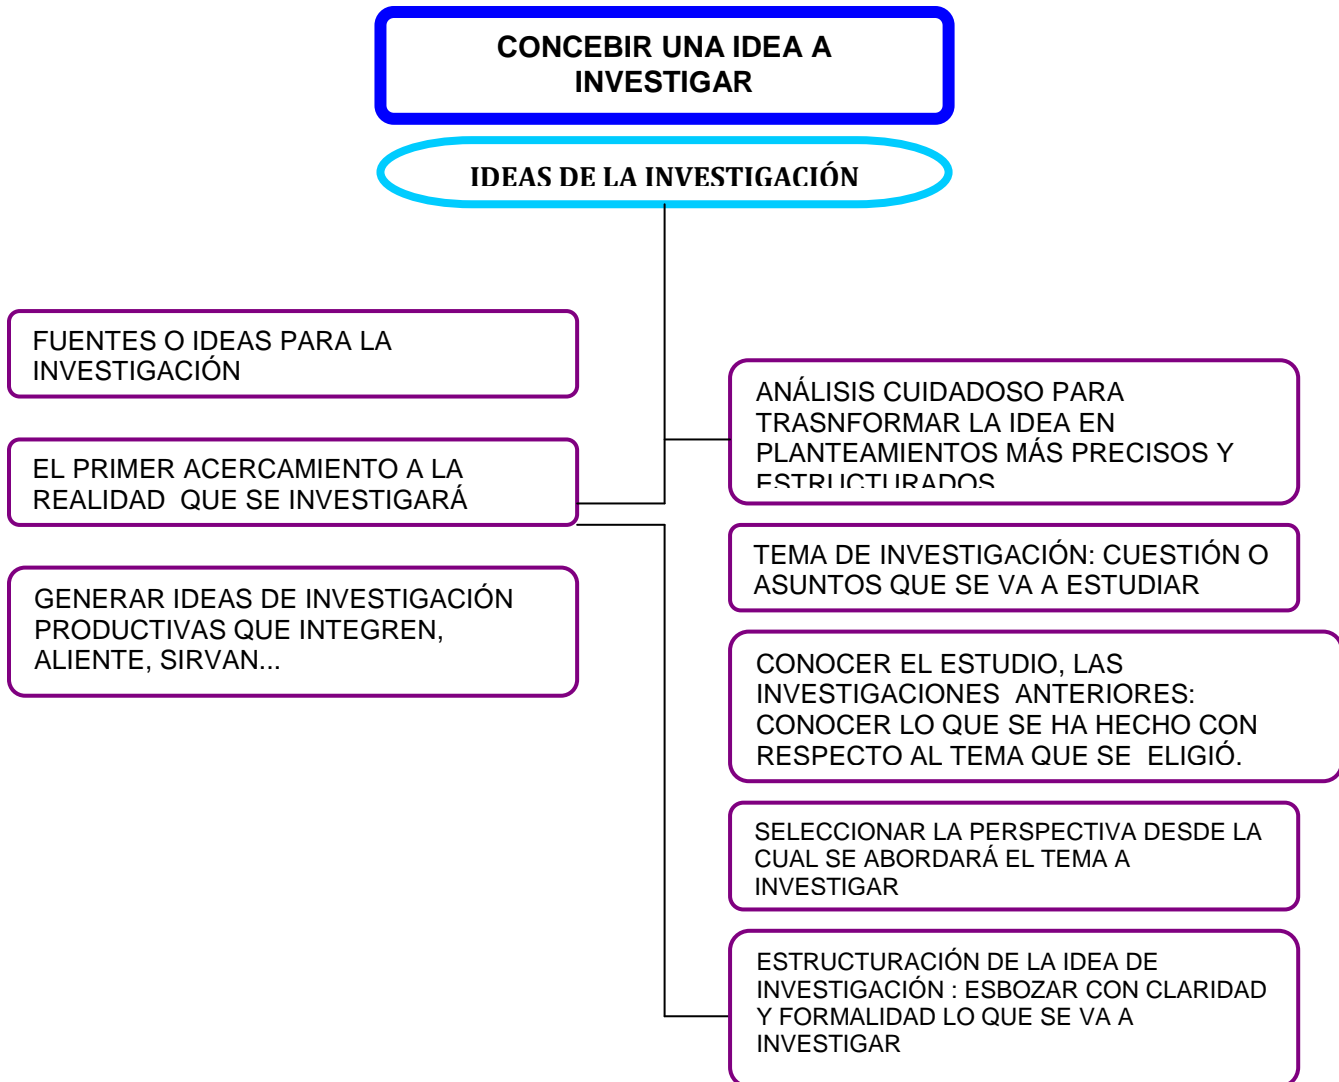 CONCEBIR UNA IDEA A
INVESTIGAR
IDEAS DE LA INVESTIGACIÓN
FUENTES O IDEAS PARA LA
INVESTIGACIÓN
EL PRIMER ACERCAMIENTO A LA
REALIDAD QUE SE INVESTIGARÁ
GENERAR IDEAS DE INVESTIGACIÓN
PRODUCTIVAS QUE INTEGREN,
ALIENTE, SIRVAN...
ANÁLISIS CUIDADOSO PARA
TRASNFORMAR LA IDEA EN
PLANTEAMIENTOS MÁS PRECISOS Y
ESTRUCTURADOS
TEMA DE INVESTIGACIÓN: CUESTIÓN O
ASUNTOS QUE SE VA A ESTUDIAR
CONOCER EL ESTUDIO, LAS
INVESTIGACIONES ANTERIORES:
CONOCER LO QUE SE HA HECHO CON
RESPECTO AL TEMA QUE SE ELIGIÓ.
SELECCIONAR LA PERSPECTIVA DESDE LA
CUAL SE ABORDARÁ EL TEMA A
INVESTIGAR
ESTRUCTURACIÓN DE LA IDEA DE
INVESTIGACIÓN : ESBOZAR CON CLARIDAD
Y FORMALIDAD LO QUE SE VA A
INVESTIGAR